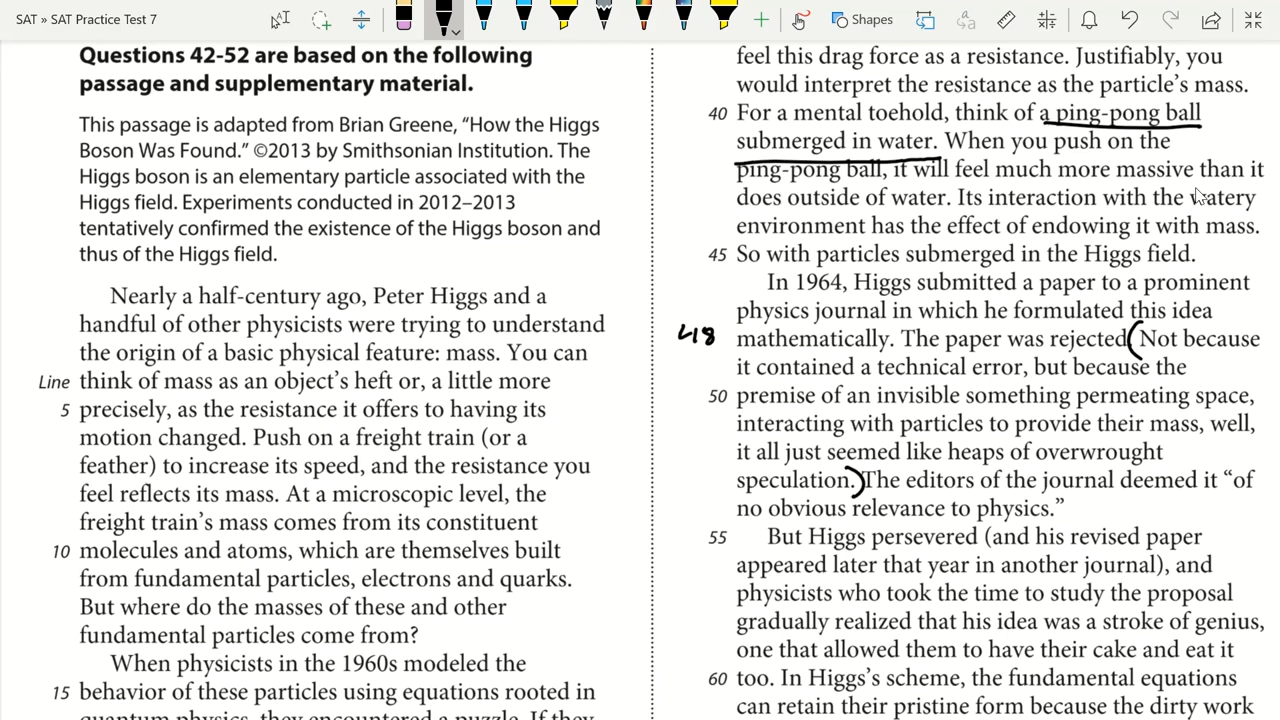 SAT » SAT Practice Test 7
Shapes
Questions 42-52 are based on the following
passage and supplementary material.
This passage is adapted from Brian Greene, “How the Higgs
Boson Was Found.” ©2013 by Smithsonian Institution. The
Higgs boson is an elementary particle associated with the
Higgs field. Experiments conducted in 2012–2013
tentatively confirmed the existence of the Higgs boson and
thus of the Higgs field.
Nearly a half-century ago, Peter Higgs and a
handful of other physicists were trying to understand
the origin of a basic physical feature: mass. You can
Line think of mass as an object’s heft or, a little more
5 precisely, as the resistance it offers to having its
motion changed. Push on a freight train (or a
feather) to increase its speed, and the resistance you
feel reflects its mass. At a microscopic level, the
freight train’s mass comes from its constituent
10 molecules and atoms, which are themselves built
from fundamental particles, electrons and quarks.
But where do the masses of these and other
fundamental particles come from?
When physicists in the 1960s modeled the
15 behavior of these particles using equations rooted in
quantum physics, they encountered a puzzle. If they
feel this drag force as a resistance. Justifiably, you
would interpret the resistance as the particle’s mass.
40 For a mental toehold, think of a ping-pong ball
submerged in water. When you push on the
ping-pong ball, it will feel much more massive than it
does outside of water. Its interaction with the watery
environment has the effect of endowing it with mass.
45 So with particles submerged in the Higgs field.
In 1964, Higgs submitted a paper to a prominent
physics journal in which he formulated this idea
48 mathematically. The paper was rejected (Not because
it contained a technical error, but because the
50 premise of an invisible something permeating space,
interacting with particles to provide their mass, well,
it all just seemed like heaps of overwrought
speculation.) The editors of the journal deemed it “of
no obvious relevance to physics.”
55 But Higgs persevered (and his revised paper
appeared later that year in another journal), and
physicists who took the time to study the proposal
gradually realized that his idea was a stroke of genius,
one that allowed them to have their cake and eat it
60 too. In Higgs’s scheme, the fundamental equations
can retain their pristine form because the dirty work